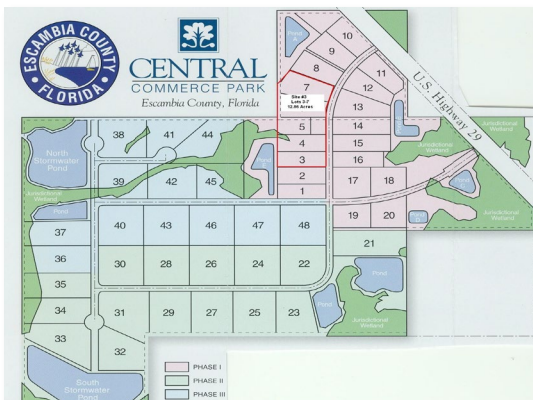 ESCAMBIA COUNTY
FLORIDA
CENTRAL
COMMERCE PARK
Escambia County, Florida
U.S. Highway 29
Pond
10
9
8
7
11
12
Site #3
Lots 3-7
12.66 Acres
13
38
41
44
5
14
Jurisdictional
Wetland
4
15
Jurisdictional
Wetland
North
Stormwater
Pond
3
16
39
42
45
2
17
18
Jurisdictional
Wetland
1
Pond
19
20
Jurisdictional
Wetland
37
40
43
46
47
48
21
36
30
28
26
24
22
Pond
35
34
31
29
27
25
23
Pond
Jurisdictional
Wetland
33
32
South
Stormwater
Pond
PHASE I
PHASE II
PHASE III